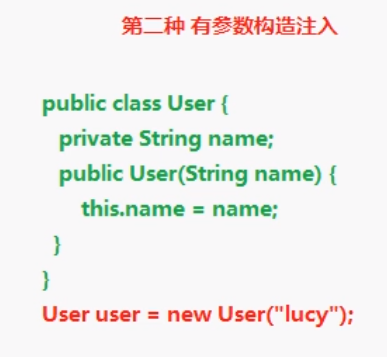 第二种 有参数构造注入
public class User {
private String name;
public User(String name) {
this.name = name;
}
}
User user = new User("lucy");